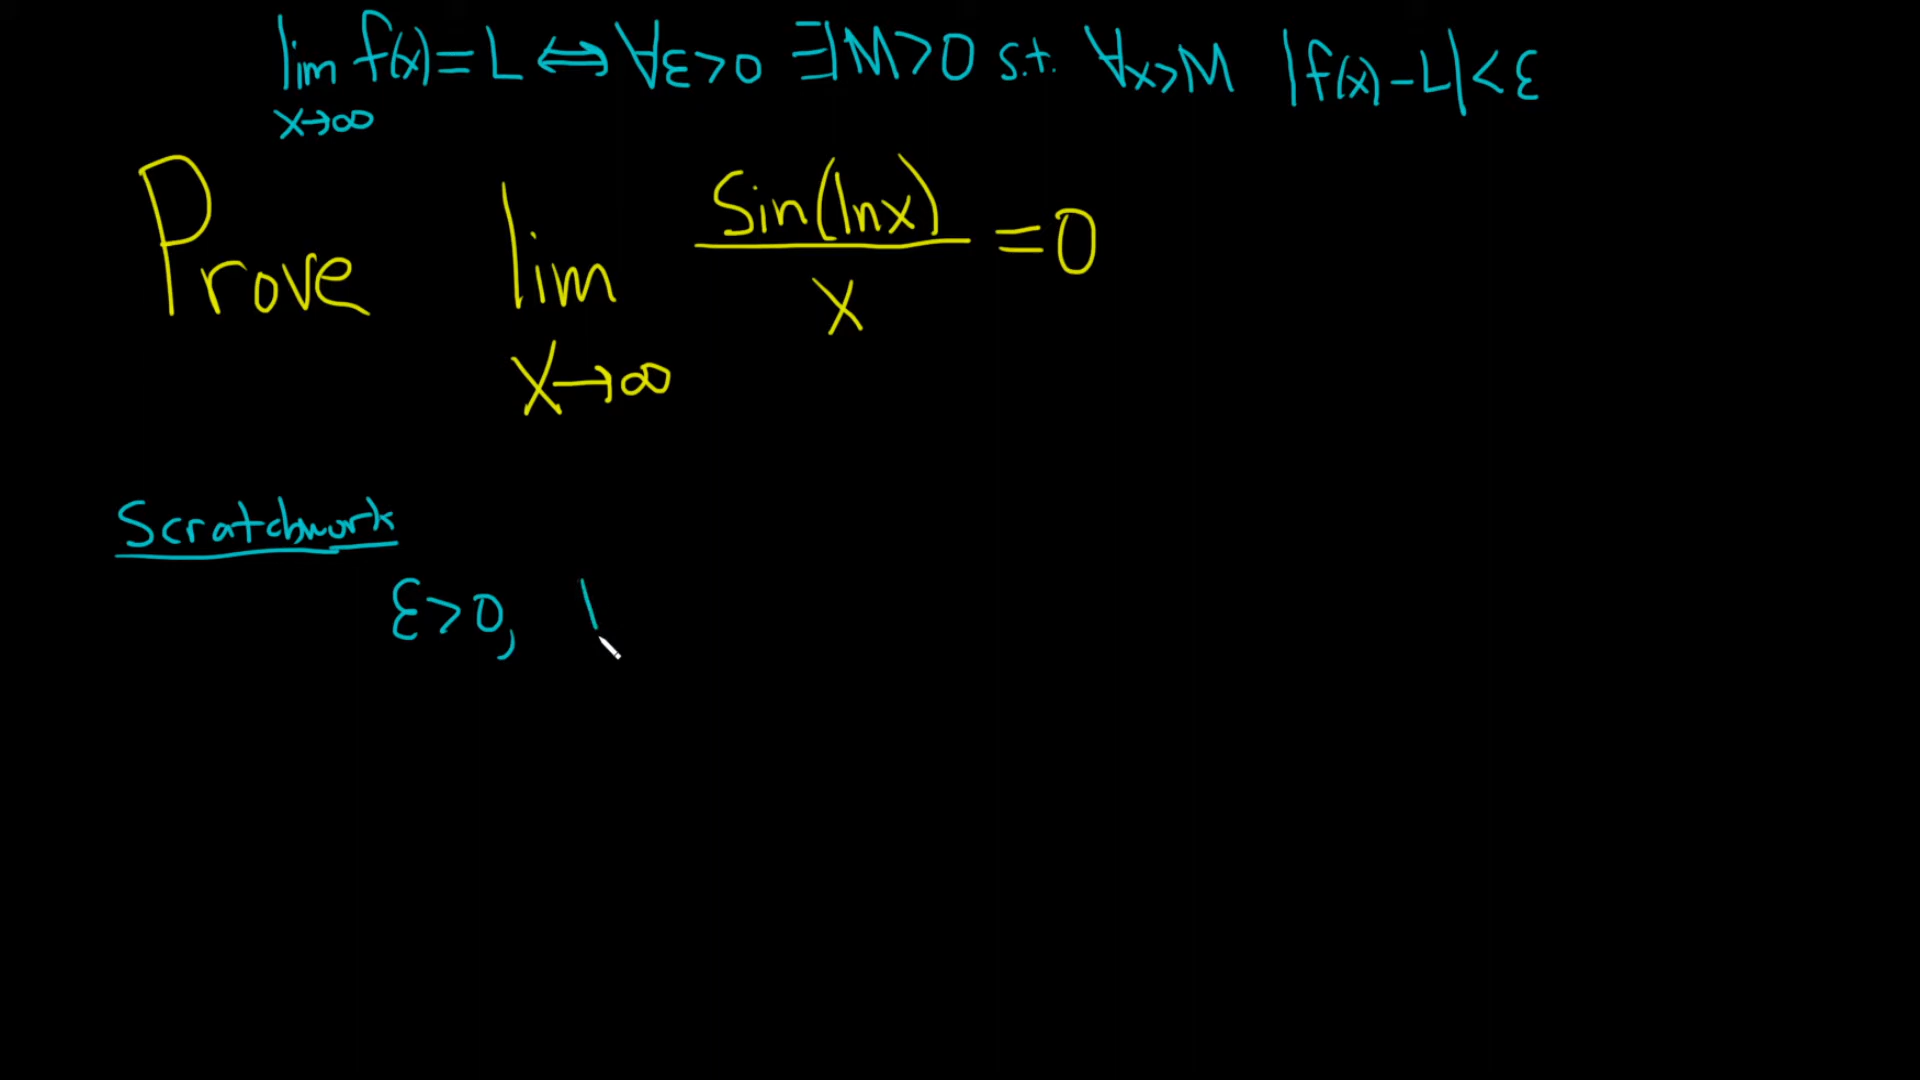 lim f(x) = L ⟺ ∀ε>0 ∃M>0 s.t. ∀x>M |f(x)-L|<ε
x→∞
Prove lim sin(lnx)/x = 0
x→∞
Scratchwork
ε>0, |